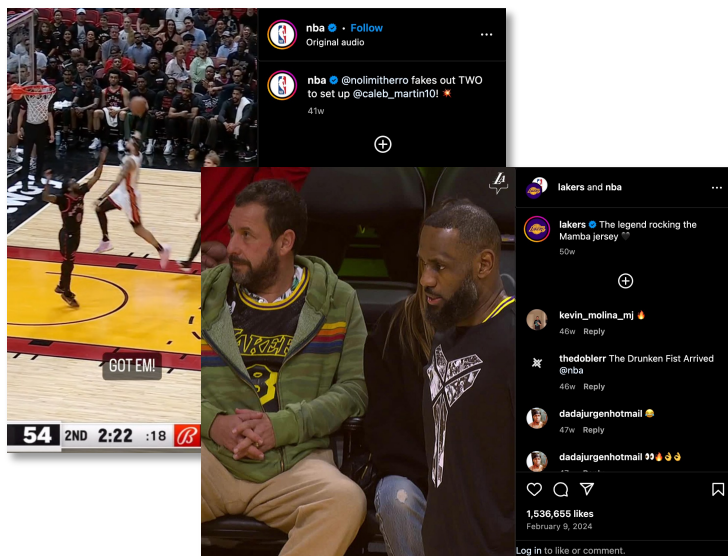 nba • Follow
Original audio
nba @nolimitherro fakes out TWO
to set up @caleb_martin10! 💥
41w
GOT EM!
54 2ND 2:22 :18 B
LA
lakers and nba
lakers The legend rocking the
Mamba jersey 🖤
50w
kevin_molina_mj 🔥
46w Reply
thedoblerr The Drunken Fist Arrived
@nba
46w Reply
dadajurgenhotmail 😂
47w Reply
dadajurgenhotmail 👀🔥👌👌
LAKERS
8
1,536,655 likes
February 9, 2024
Log in to like or comment.